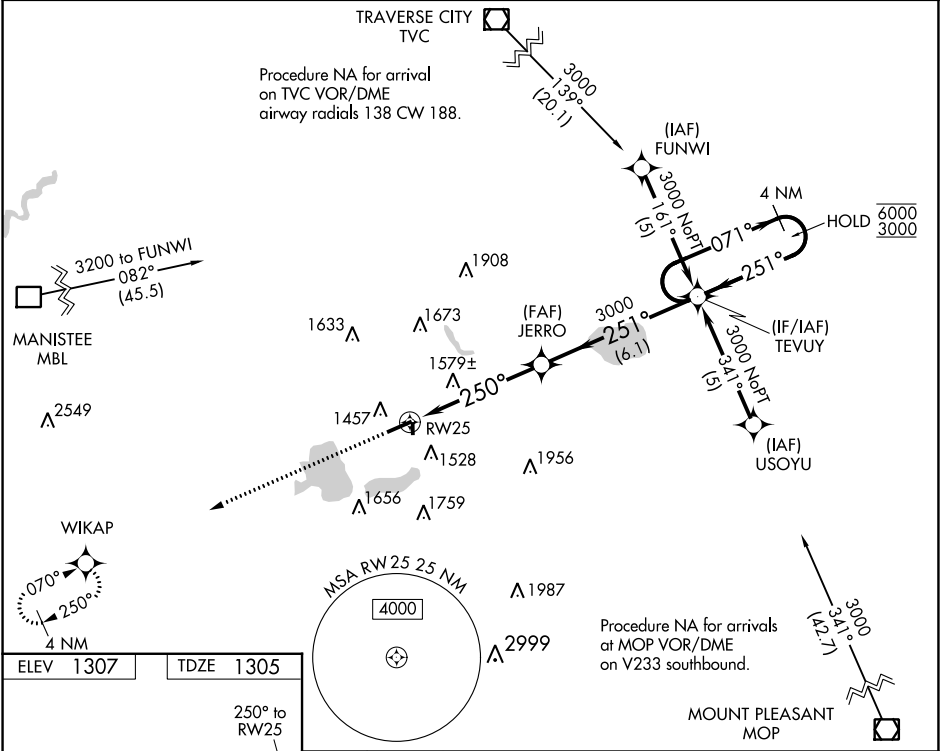 TRAVERSE CITY
TVC
Procedure NA for arrival
on TVC VOR/DME
airway radials 138 CW 188.
3000
139°
(20.1)
(IAF)
FUNWI
3000 NoPT
161°
(5)
4 NM
HOLD
6000
3000
071°
251°
3200 to FUNWI
082°
(45.5)
MANISTEE
MBL
1908
1673
1633
1579±
1457
(FAF)
JERRO
3000
251°
(6.1)
(IF/IAF)
TEVUY
3000 NoPT
341°
(5)
(IAF)
USOYU
250°
RW25
2549
1528
1956
1656
1759
WIKAP
070°
250°
4 NM
MSA RW25 25 NM
4000
1987
2999
Procedure NA for arrivals
at MOP VOR/DME
on V233 southbound.
3000
341°
(42.7)
MOUNT PLEASANT
MOP
ELEV 1307
TDZE 1305
250° to
RW25